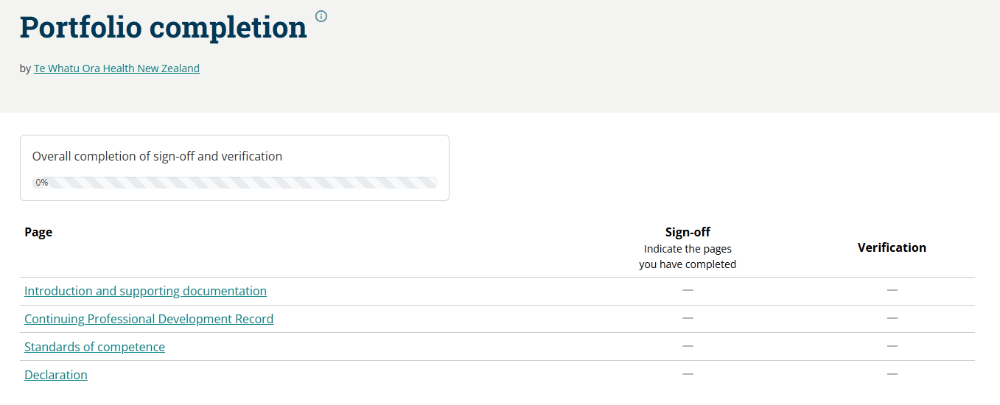 Portfolio completion
by Te Whatu Ora Health New Zealand
Overall completion of sign-off and verification
0%
Page
Sign-off
Indicate the pages
you have completed
Verification
Introduction and supporting documentation
—
—
Continuing Professional Development Record
—
—
Standards of competence
—
—
Declaration
—
—